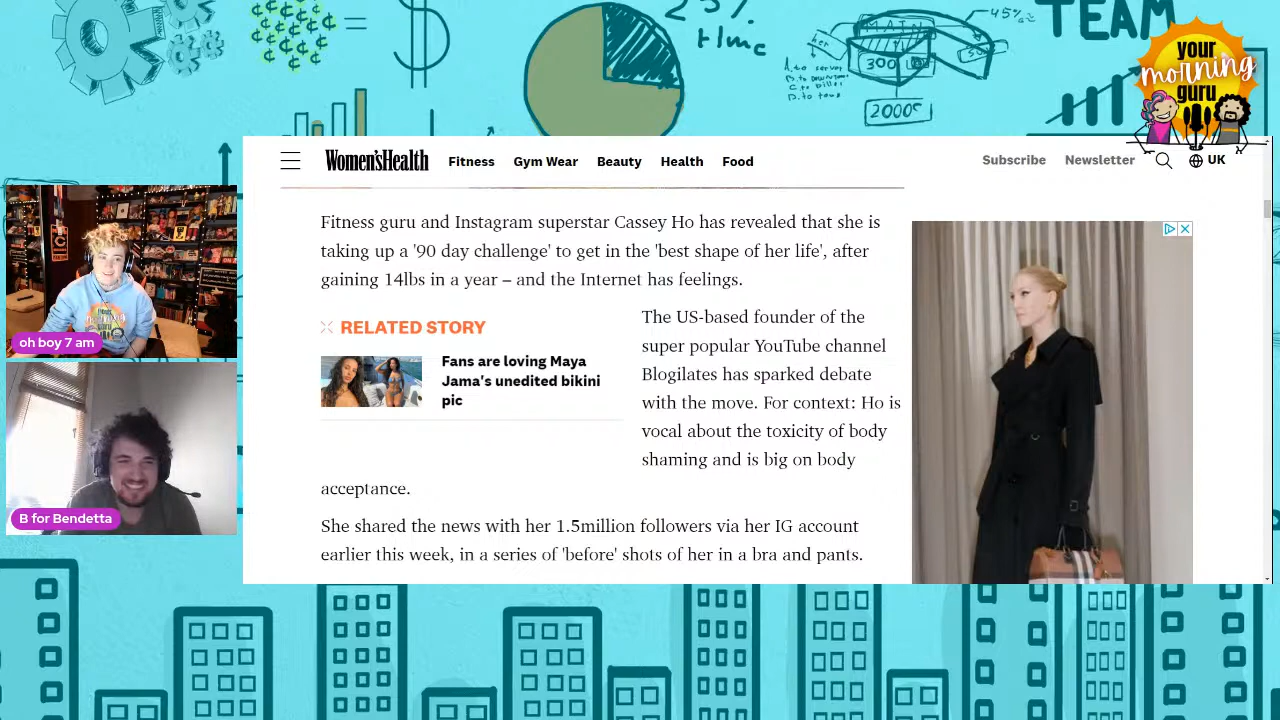 25%
time
45%
TEAM
MATH
300
2000€
your
morning
guru
Women'sHealth
Fitness
Gym Wear
Beauty
Health
Food
Subscribe
Newsletter
UK
Fitness guru and Instagram superstar Cassey Ho has revealed that she is
taking up a '90 day challenge' to get in the 'best shape of her life', after
gaining 14lbs in a year – and the Internet has feelings.
RELATED STORY
Fans are loving Maya
Jama's unedited bikini
pic
The US-based founder of the
super popular YouTube channel
Blogilates has sparked debate
with the move. For context: Ho is
vocal about the toxicity of body
shaming and is big on body
acceptance.
She shared the news with her 1.5million followers via her IG account
earlier this week, in a series of 'before' shots of her in a bra and pants.
oh boy 7 am
B for Bendetta